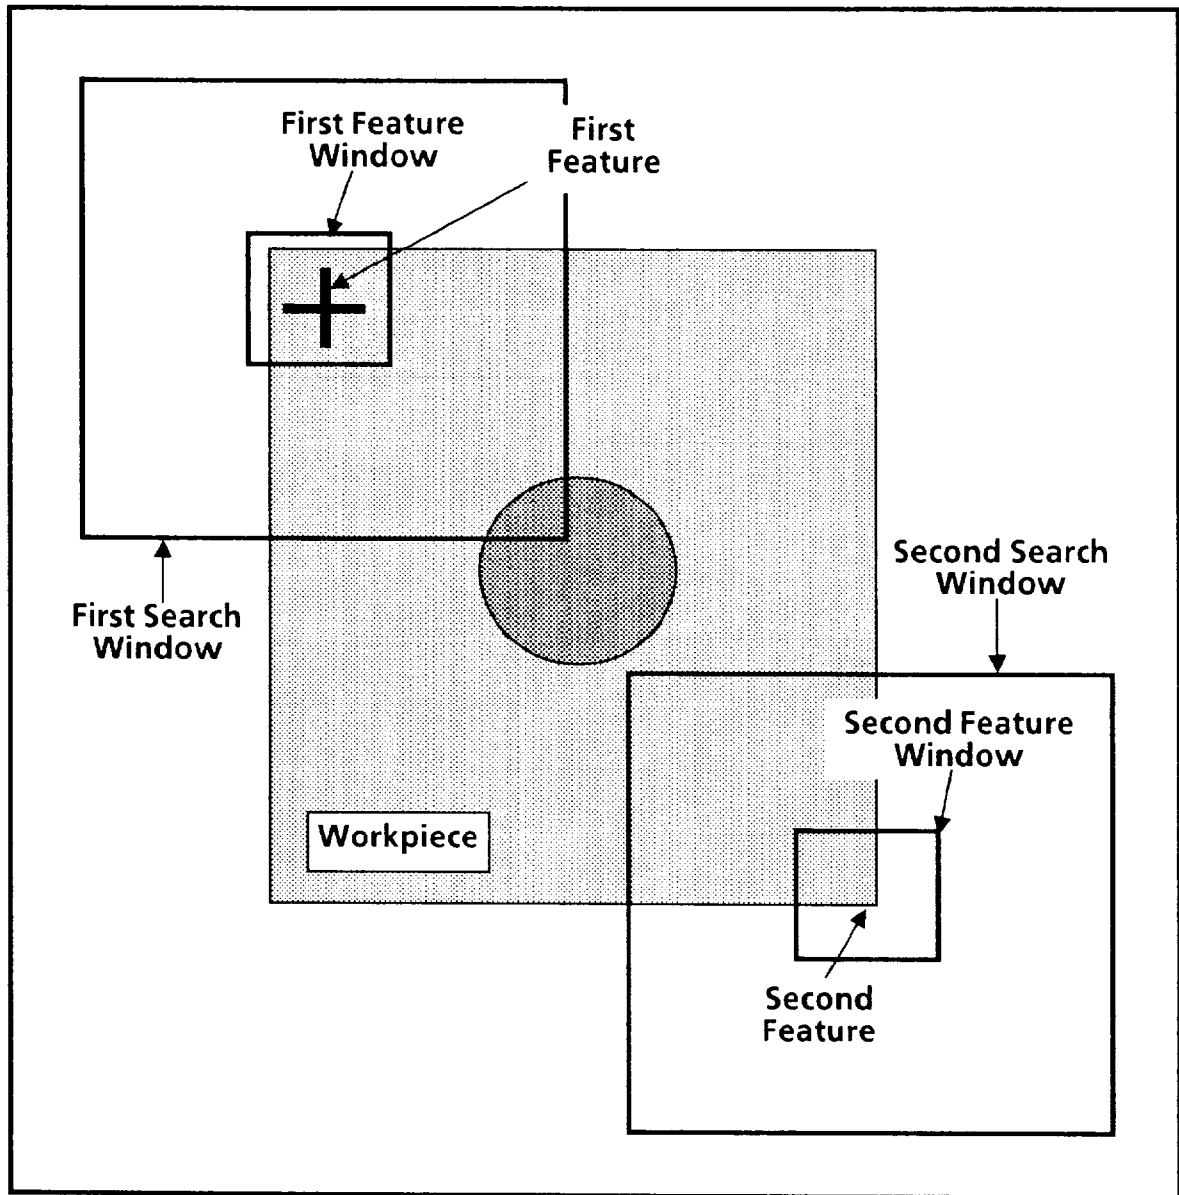 First Feature
Window
First
Feature
First Search
Window
Second Search
Window
Second Feature
Window
Workpiece
Second
Feature